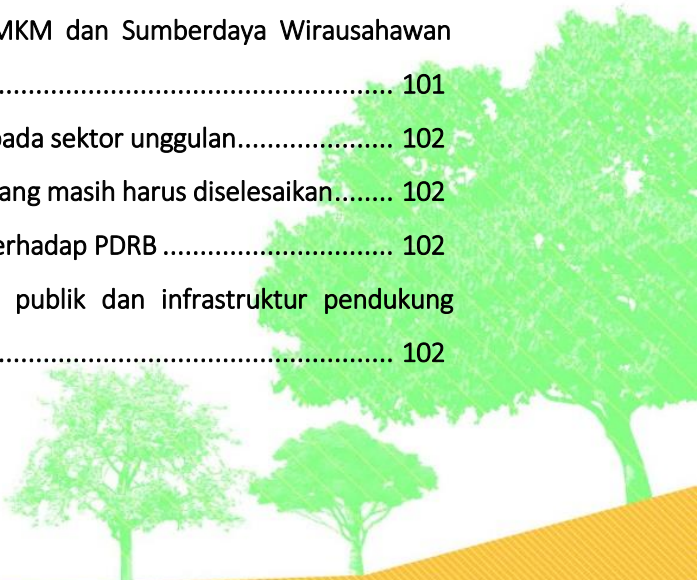 MKM dan Sumberdaya Wirausahawan
........................................................ 101
pada sektor unggulan..................... 102
ang masih harus diselesaikan........ 102
erhadap PDRB ............................... 102
publik dan infrastruktur pendukung
........................................................ 102